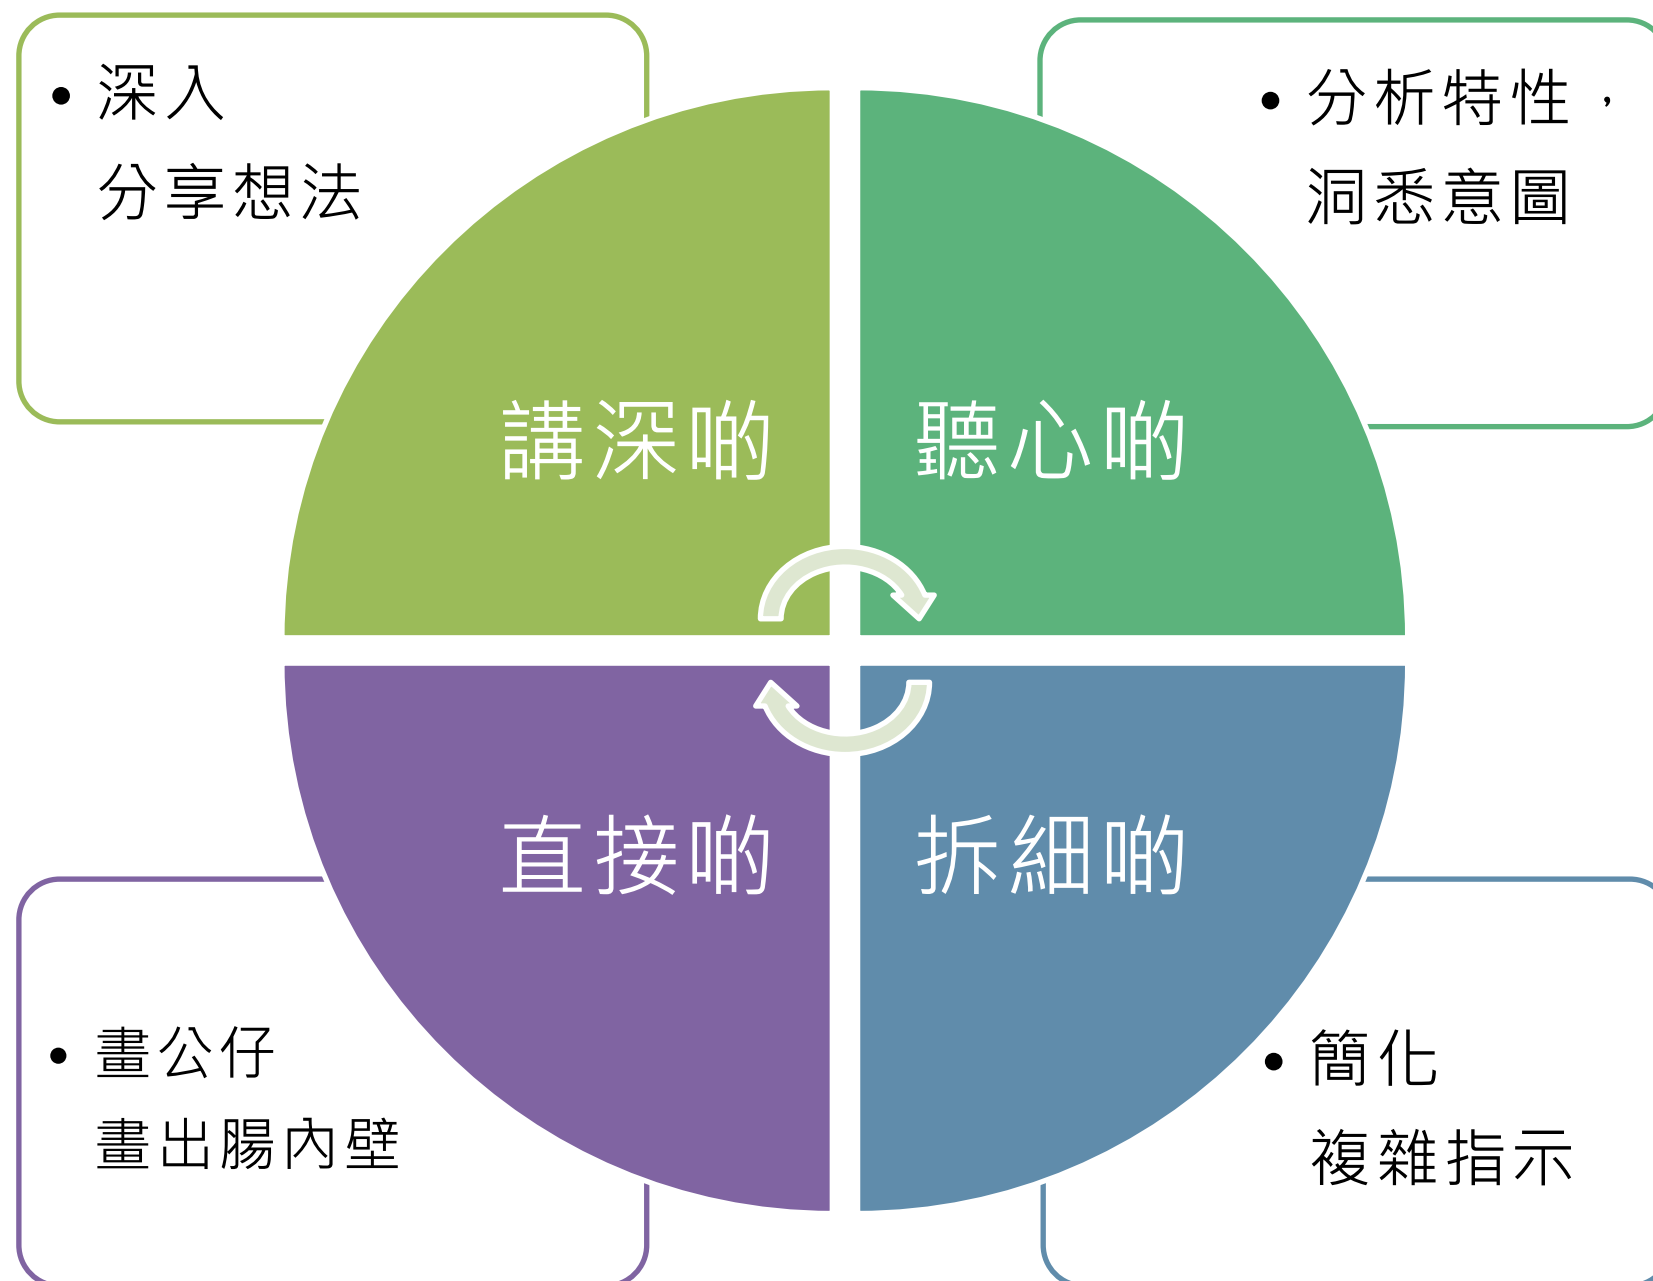 • 深入
分享想法
• 分析特性，
洞悉意圖
講深啲
聽心啲
直接啲
拆細啲
• 畫公仔
畫出腸內壁
• 簡化
複雜指示